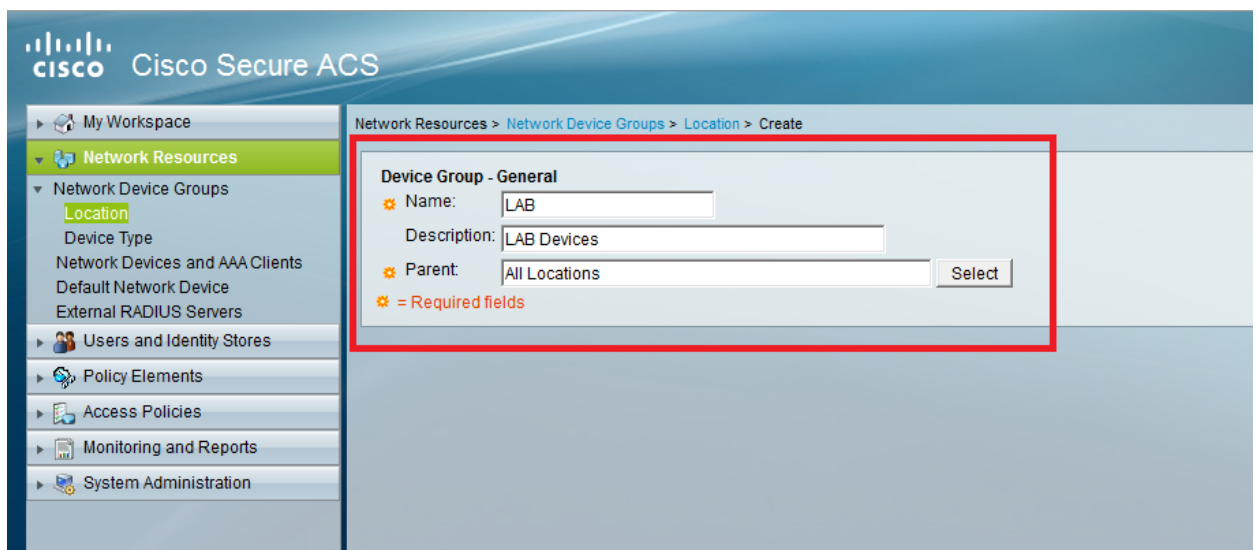 CISCO Cisco Secure ACS
My Workspace
Network Resources
Network Device Groups
Location
Device Type
Network Devices and AAA Clients
Default Network Device
External RADIUS Servers
Users and Identity Stores
Policy Elements
Access Policies
Monitoring and Reports
System Administration
Network Resources > Network Device Groups > Location > Create
Device Group - General
Name: LAB
Description: LAB Devices
Parent: All Locations Select
= Required fields